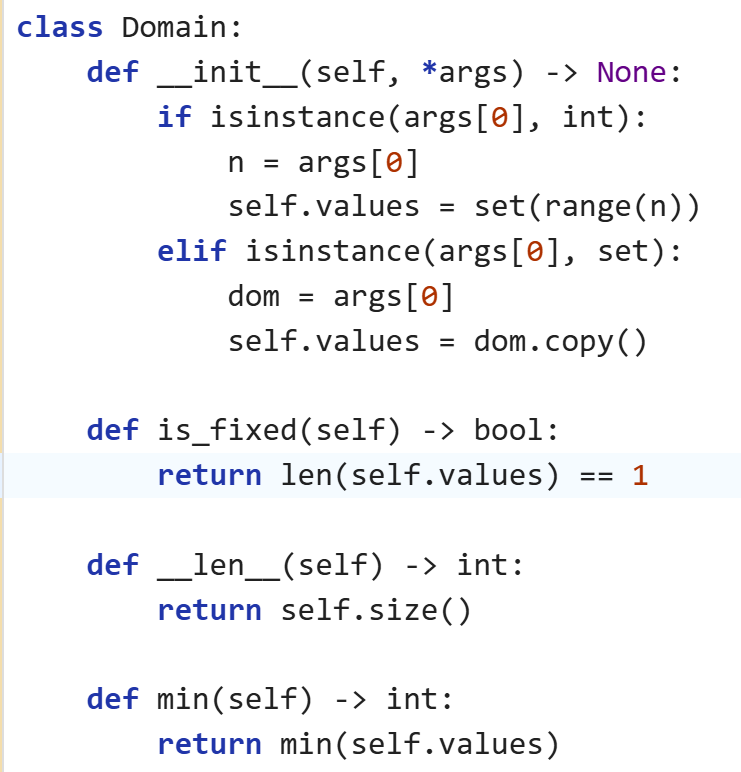 class Domain:
    def __init__(self, *args) -> None:
        if isinstance(args[0], int):
            n = args[0]
            self.values = set(range(n))
        elif isinstance(args[0], set):
            dom = args[0]
            self.values = dom.copy()

    def is_fixed(self) -> bool:
        return len(self.values) == 1

    def __len__(self) -> int:
        return self.size()

    def min(self) -> int:
        return min(self.values)